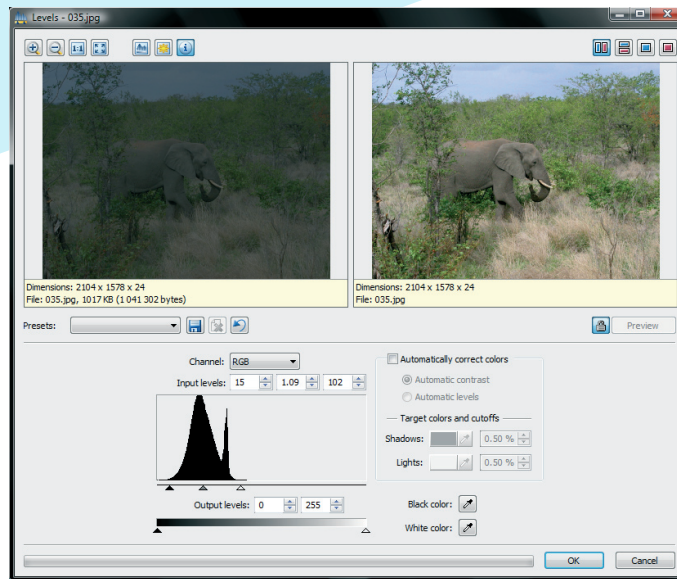 Levels - 035.jpg
1:1
Dimensions: 2104 x 1578 x 24
File: 035.jpg, 1017 KB (1 041 302 bytes)
Dimensions: 2104 x 1578 x 24
File: 035.jpg
Presets:
Preview
Channel: RGB
Input levels: 15 1.09 102
Output levels: 0 255
Automatically correct colors
Automatic contrast
Automatic levels
Target colors and cutoffs
Shadows: 0.50 %
Lights: 0.50 %
Black color:
White color:
OK Cancel